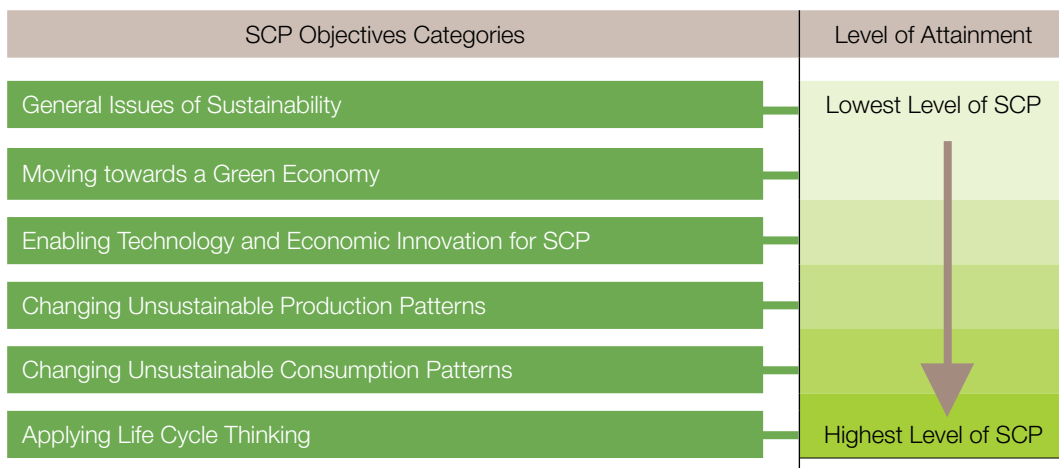 SCP Objectives Categories
Level of Attainment
General Issues of Sustainability
Lowest Level of SCP
Moving towards a Green Economy
Enabling Technology and Economic Innovation for SCP
Changing Unsustainable Production Patterns
Changing Unsustainable Consumption Patterns
Applying Life Cycle Thinking
Highest Level of SCP